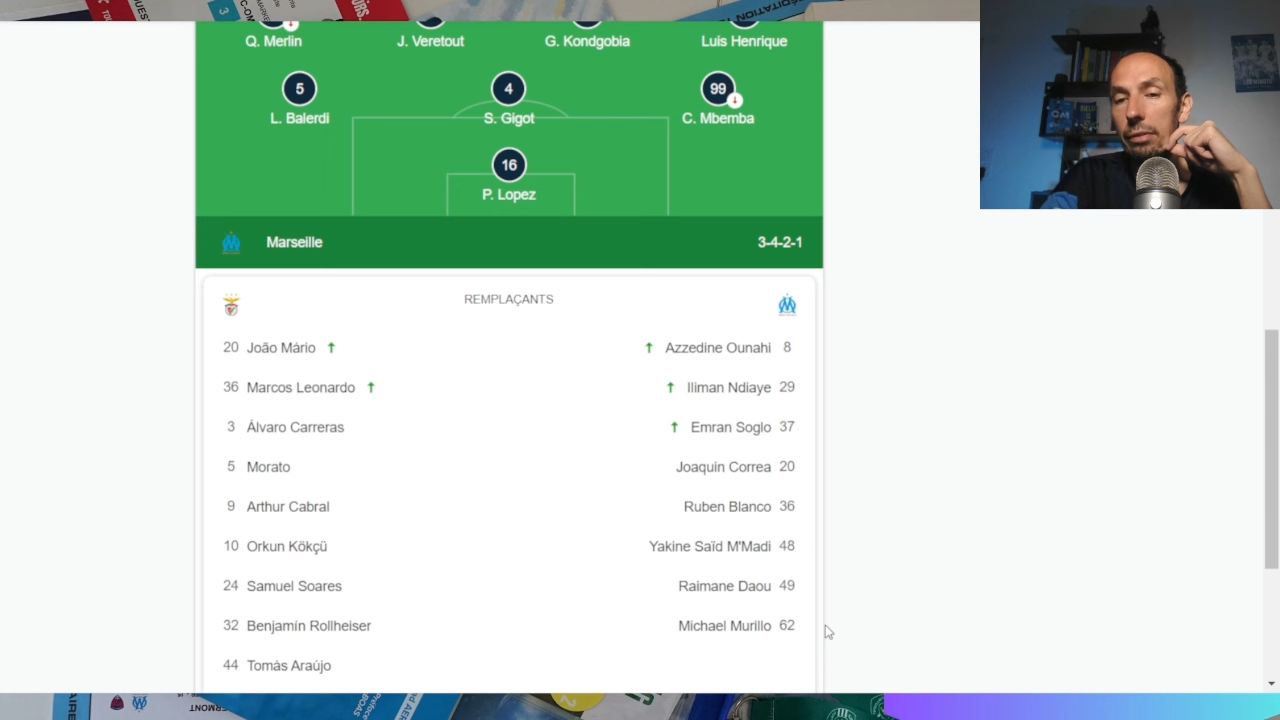 Q. Merlin J. Veretout G. Kondgobia Luis Henrique
5 4 99
L. Balerdi S. Gigot C. Mbemba
16
P. Lopez
Marseille 3-4-2-1
REMPLAÇANTS
20 João Mário Azzedine Ounahi 8
36 Marcos Leonardo Iliman Ndiaye 29
3 Álvaro Carreras Emran Soglo 37
5 Morato Joaquin Correa 20
9 Arthur Cabral Ruben Blanco 36
10 Orkun Kökçü Yakine Saïd M'Madi 48
24 Samuel Soares Raimane Daou 49
32 Benjamín Rollheiser Michael Murillo 62
44 Tomás Araújo